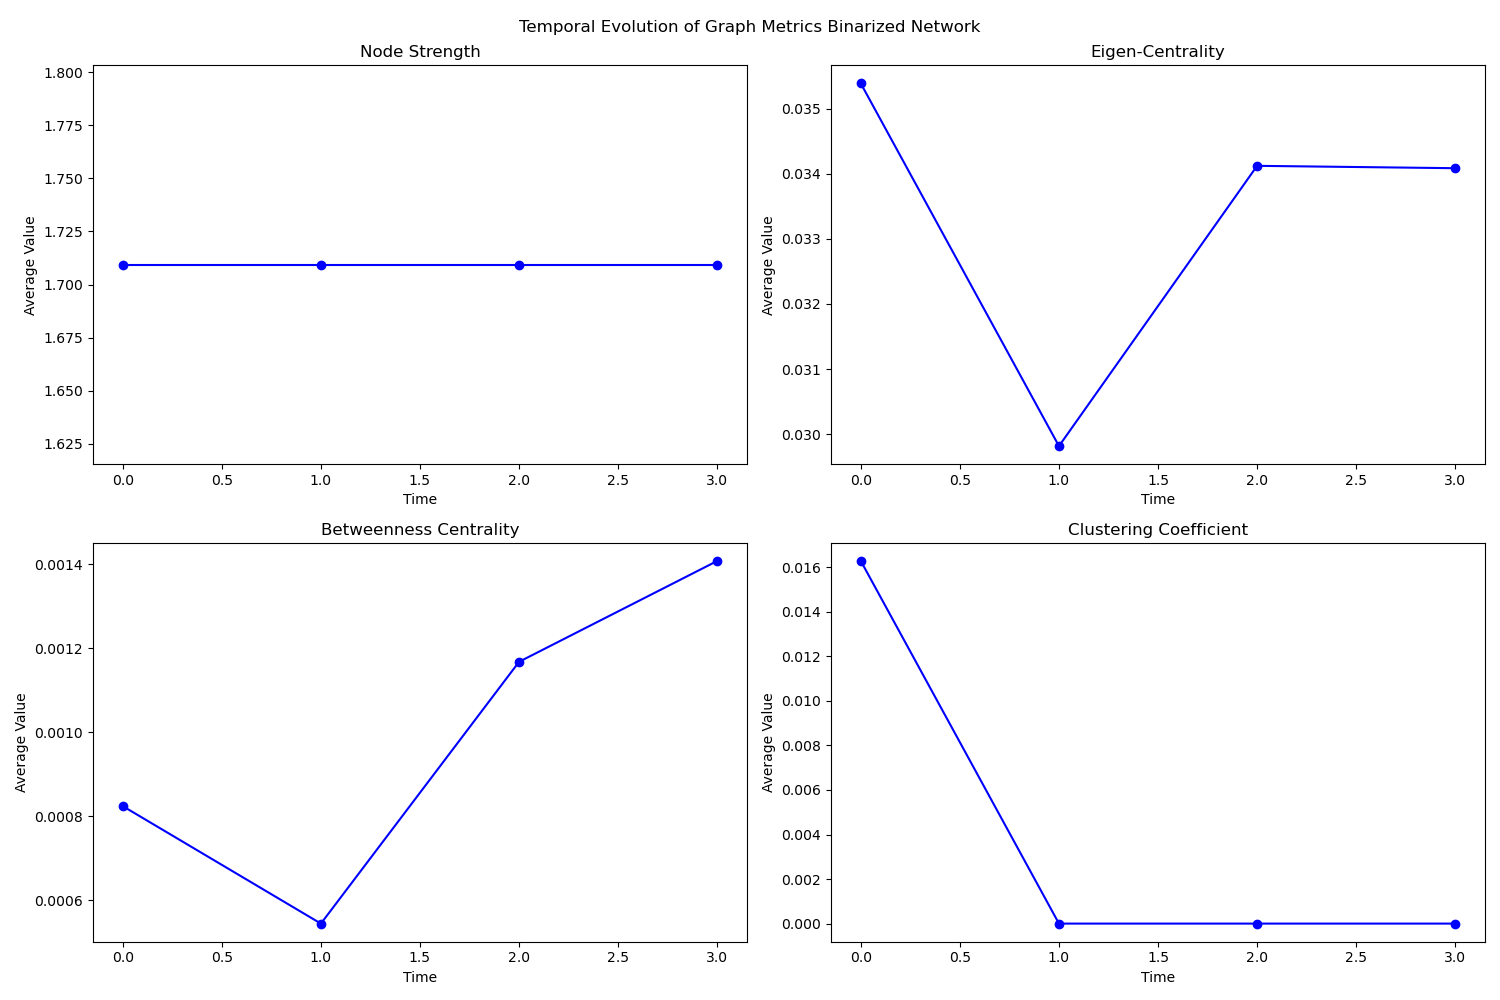 Temporal Evolution of Graph Metrics Binarized Network
Node Strength
1.800
1.775
1.750
1.725
1.700
1.675
1.650
1.625
Average Value
0.0 0.5 1.0 1.5 2.0 2.5 3.0
Time
Eigen-Centrality
0.035
0.034
0.033
0.032
0.031
0.030
Average Value
0.0 0.5 1.0 1.5 2.0 2.5 3.0
Time
Betweenness Centrality
0.0014
0.0012
0.0010
0.0008
0.0006
Average Value
0.0 0.5 1.0 1.5 2.0 2.5 3.0
Time
Clustering Coefficient
0.016
0.014
0.012
0.010
0.008
0.006
0.004
0.002
0.000
Average Value
0.0 0.5 1.0 1.5 2.0 2.5 3.0
Time